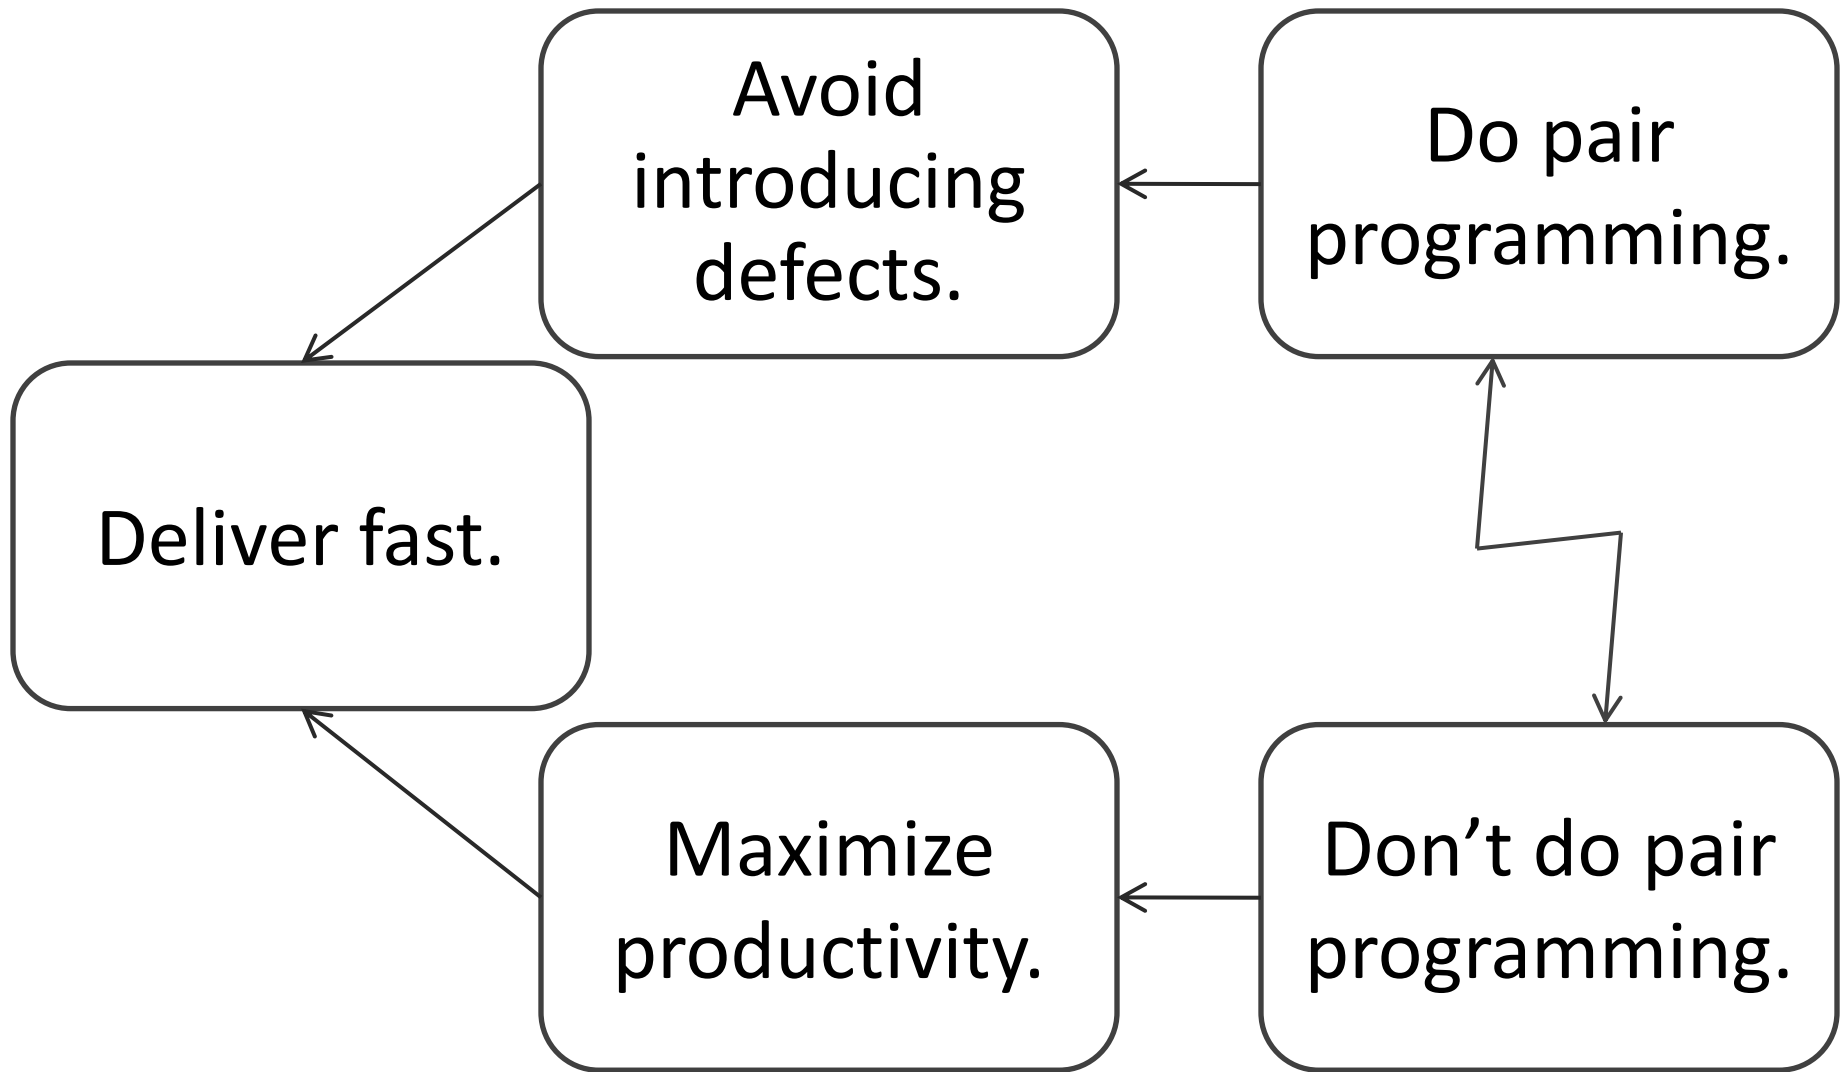 Avoid
introducing
defects.
Do pair
programming.
Deliver fast.
Maximize
productivity.
Don’t do pair
programming.